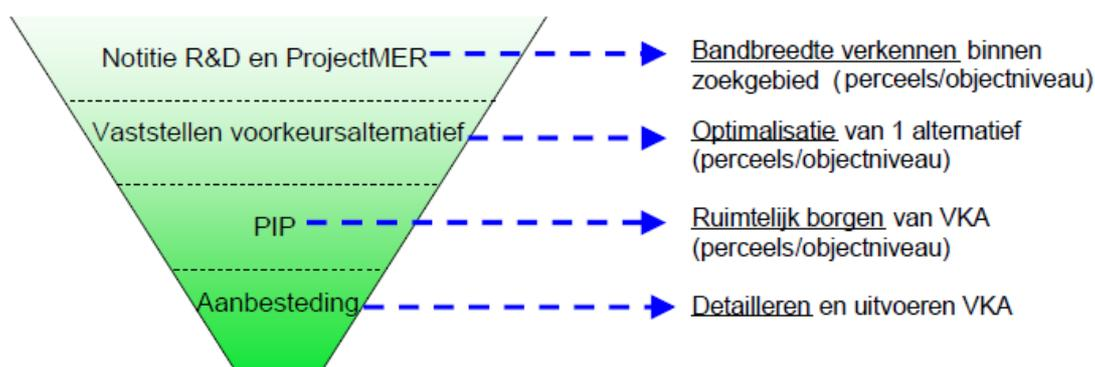 Notitie R&D en ProjectMER
Bandbreedte verkennen binnen
zoekgebied (perceels/objectniveau)
Vaststellen voorkeursalternatief
Optimalisatie van 1 alternatief
(perceels/objectniveau)
PIP
Ruimtelijk borgen van VKA
(perceels/objectniveau)
Aanbesteding
Detailleren en uitvoeren VKA